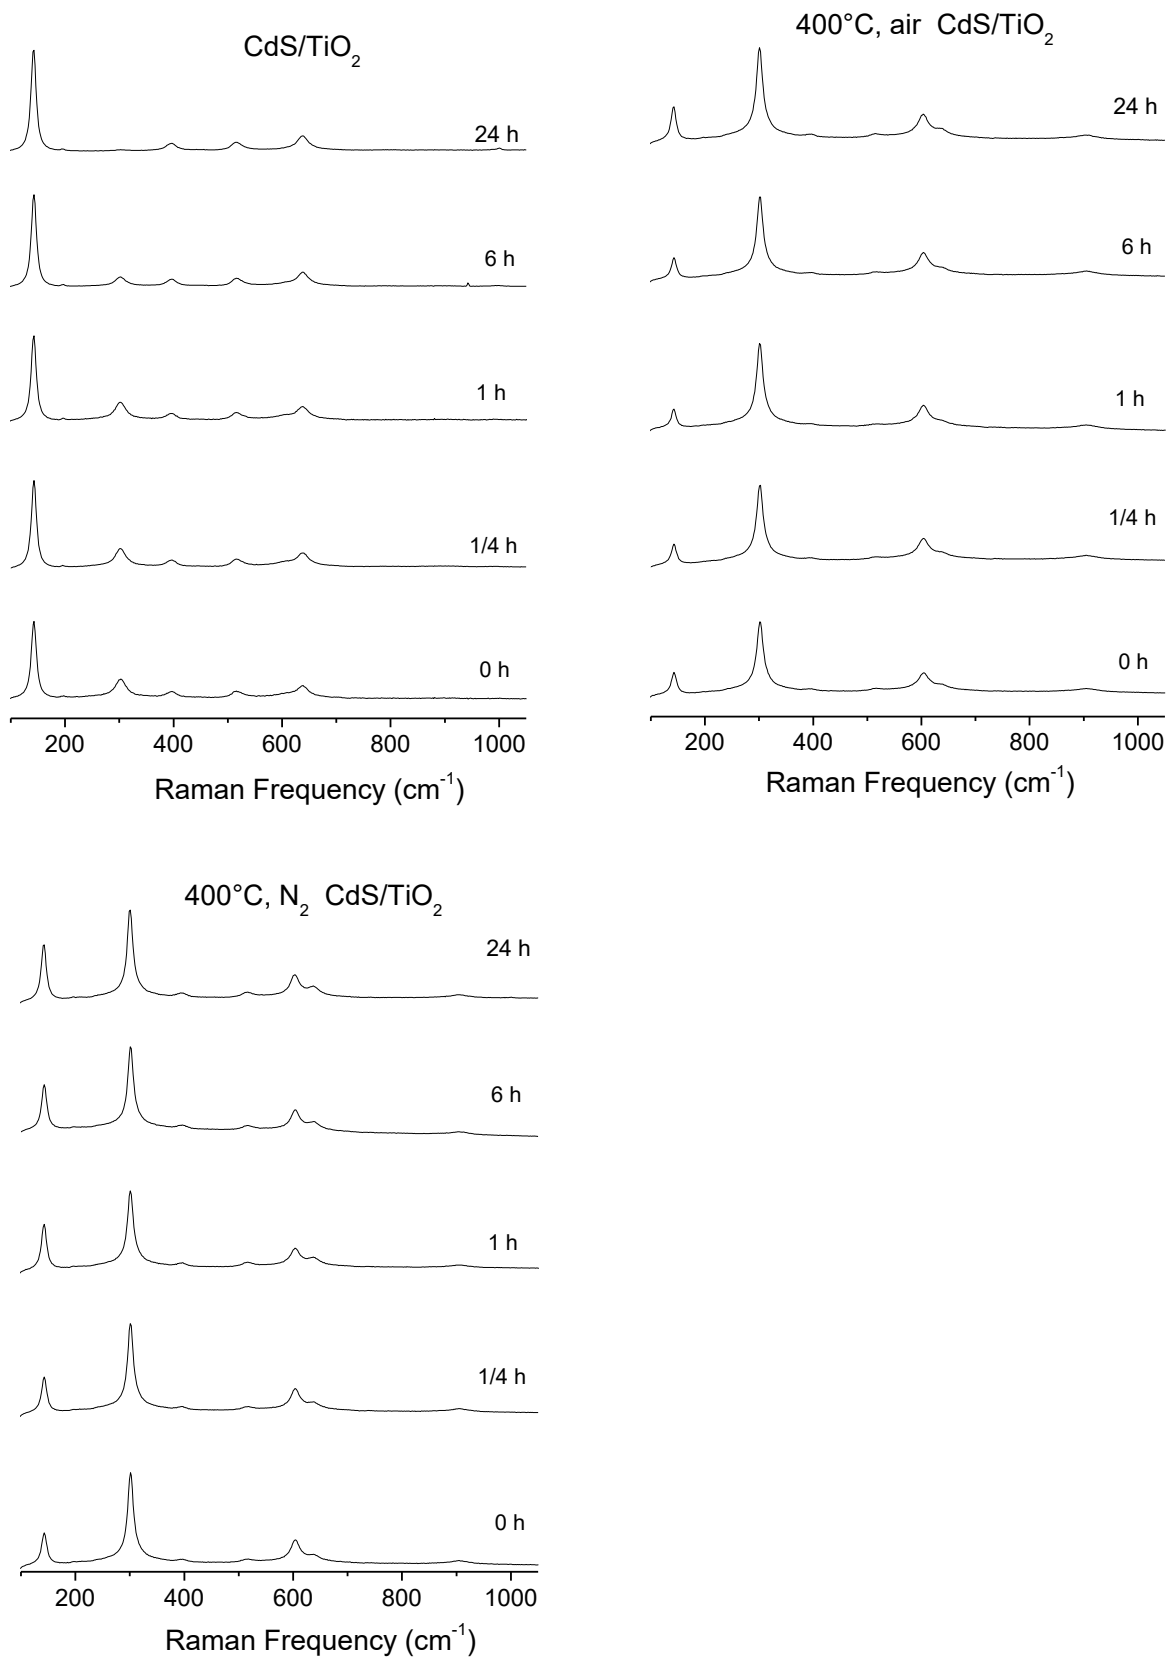 CdS/TiO₂
24 h
6 h
1 h
1/4 h
0 h
200 400 600 800 1000
Raman Frequency (cm⁻¹)
400°C, air CdS/TiO₂
24 h
6 h
1 h
1/4 h
0 h
200 400 600 800 1000
Raman Frequency (cm⁻¹)
400°C, N₂ CdS/TiO₂
24 h
6 h
1 h
1/4 h
0 h
200 400 600 800 1000
Raman Frequency (cm⁻¹)